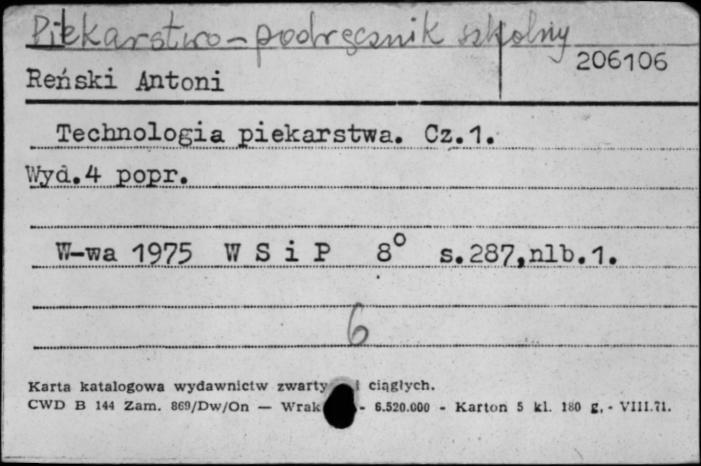 Piekarstwo - podręcznik szkolny
206106
Reński Antoni
Technologia piekarstwa. Cz.1.
Wyd.4 popr.
W-wa 1975 W S i P 8° s.287,nlb.1.
6
Karta katalogowa wydawnictw zwarty i ciągłych.
CWD B 144 Zam. 869/Dw/On — Wrak - 6.520.000 - Karton 5 kl. 180 g. - VIII.71.